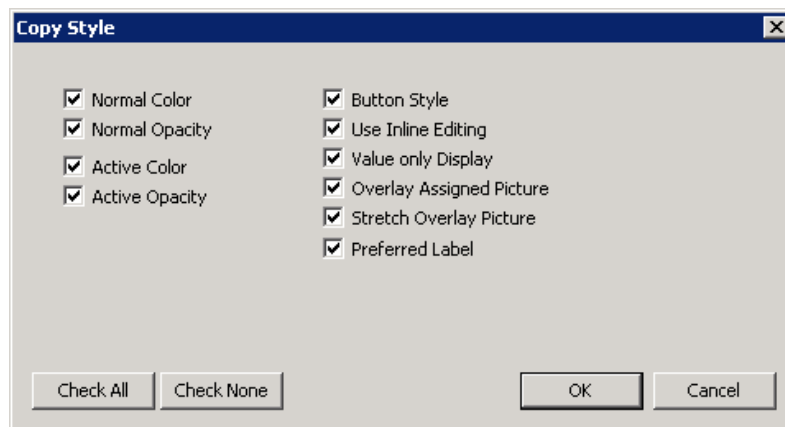 Copy Style
Normal Color
Normal Opacity
Active Color
Active Opacity
Button Style
Use Inline Editing
Value only Display
Overlay Assigned Picture
Stretch Overlay Picture
Preferred Label
Check All
Check None
OK
Cancel